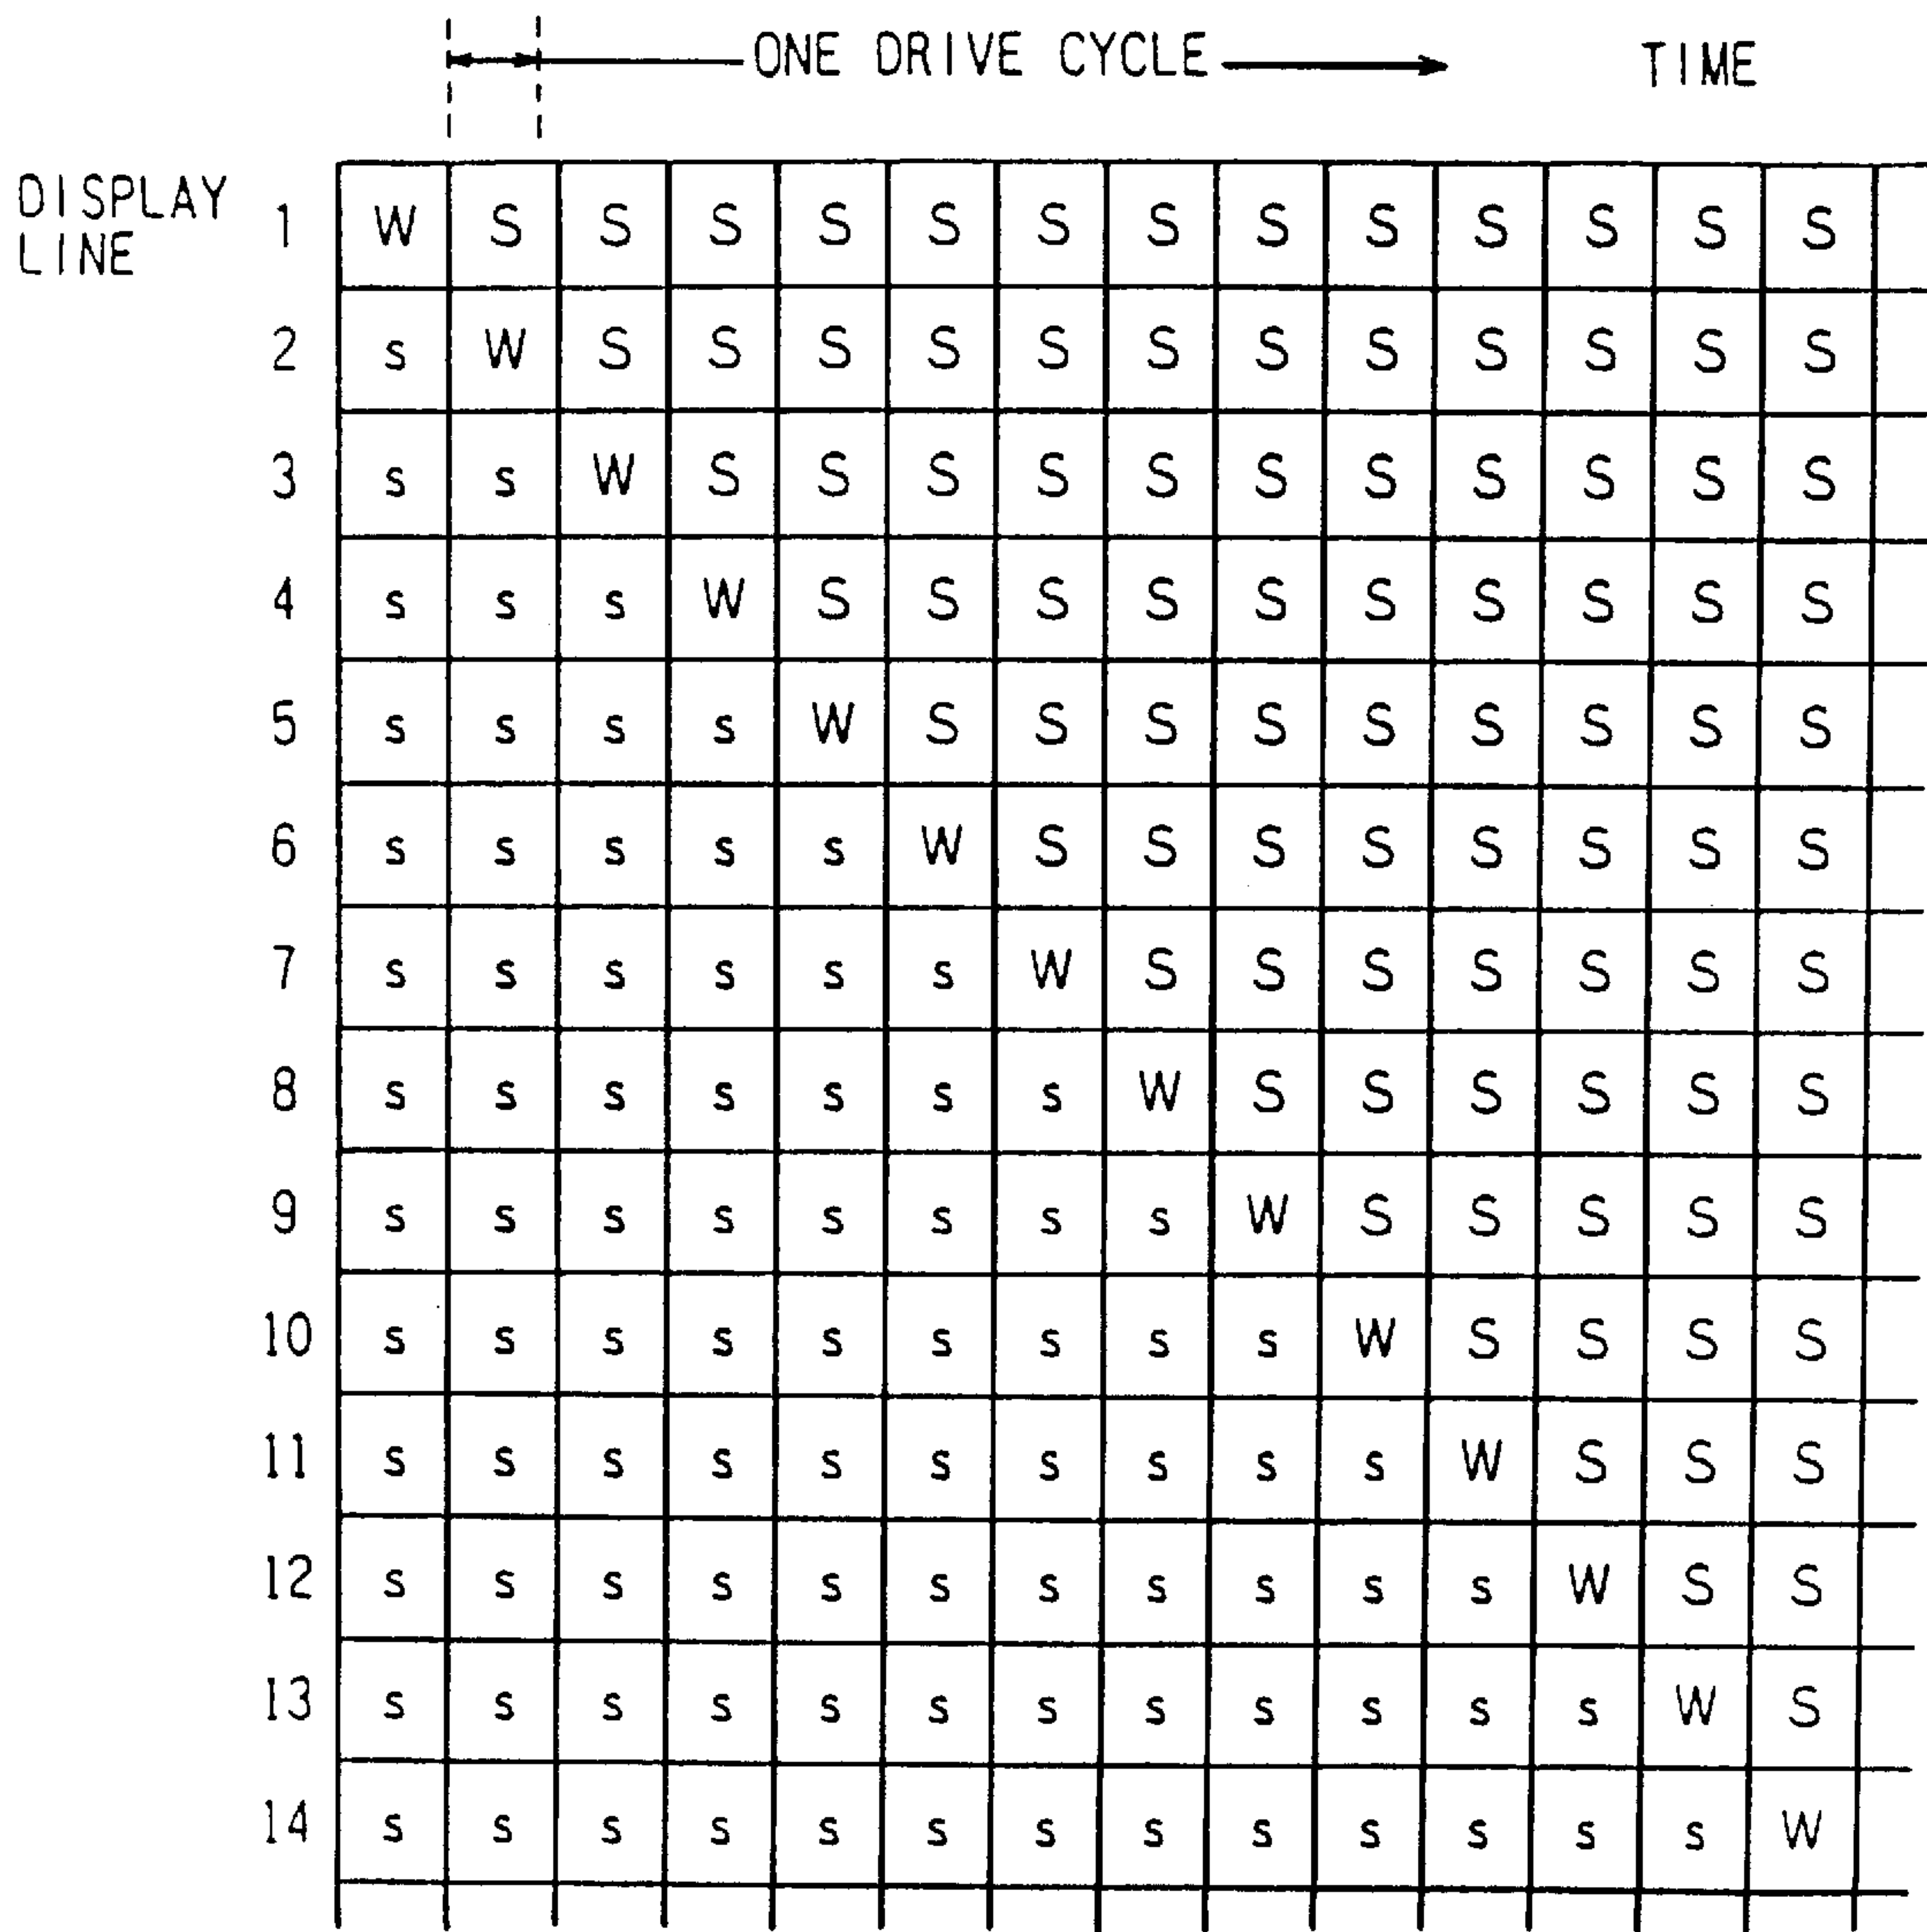 ONE DRIVE CYCLE TIME
DISPLAY
LINE
1 W S S S S S S S S S S S S S
2 s W S S S S S S S S S S S S
3 s s W S S S S S S S S S S S
4 s s s W S S S S S S S S S S
5 s s s s W S S S S S S S S S
6 s s s s s W S S S S S S S S
7 s s s s s s W S S S S S S S
8 s s s s s s s W S S S S S S
9 s s s s s s s s W S S S S S
10 s s s s s s s s s W S S S S
11 s s s s s s s s s s W S S S
12 s s s s s s s s s s s W S S
13 s s s s s s s s s s s s W S
14 s s s s s s s s s s s s s W